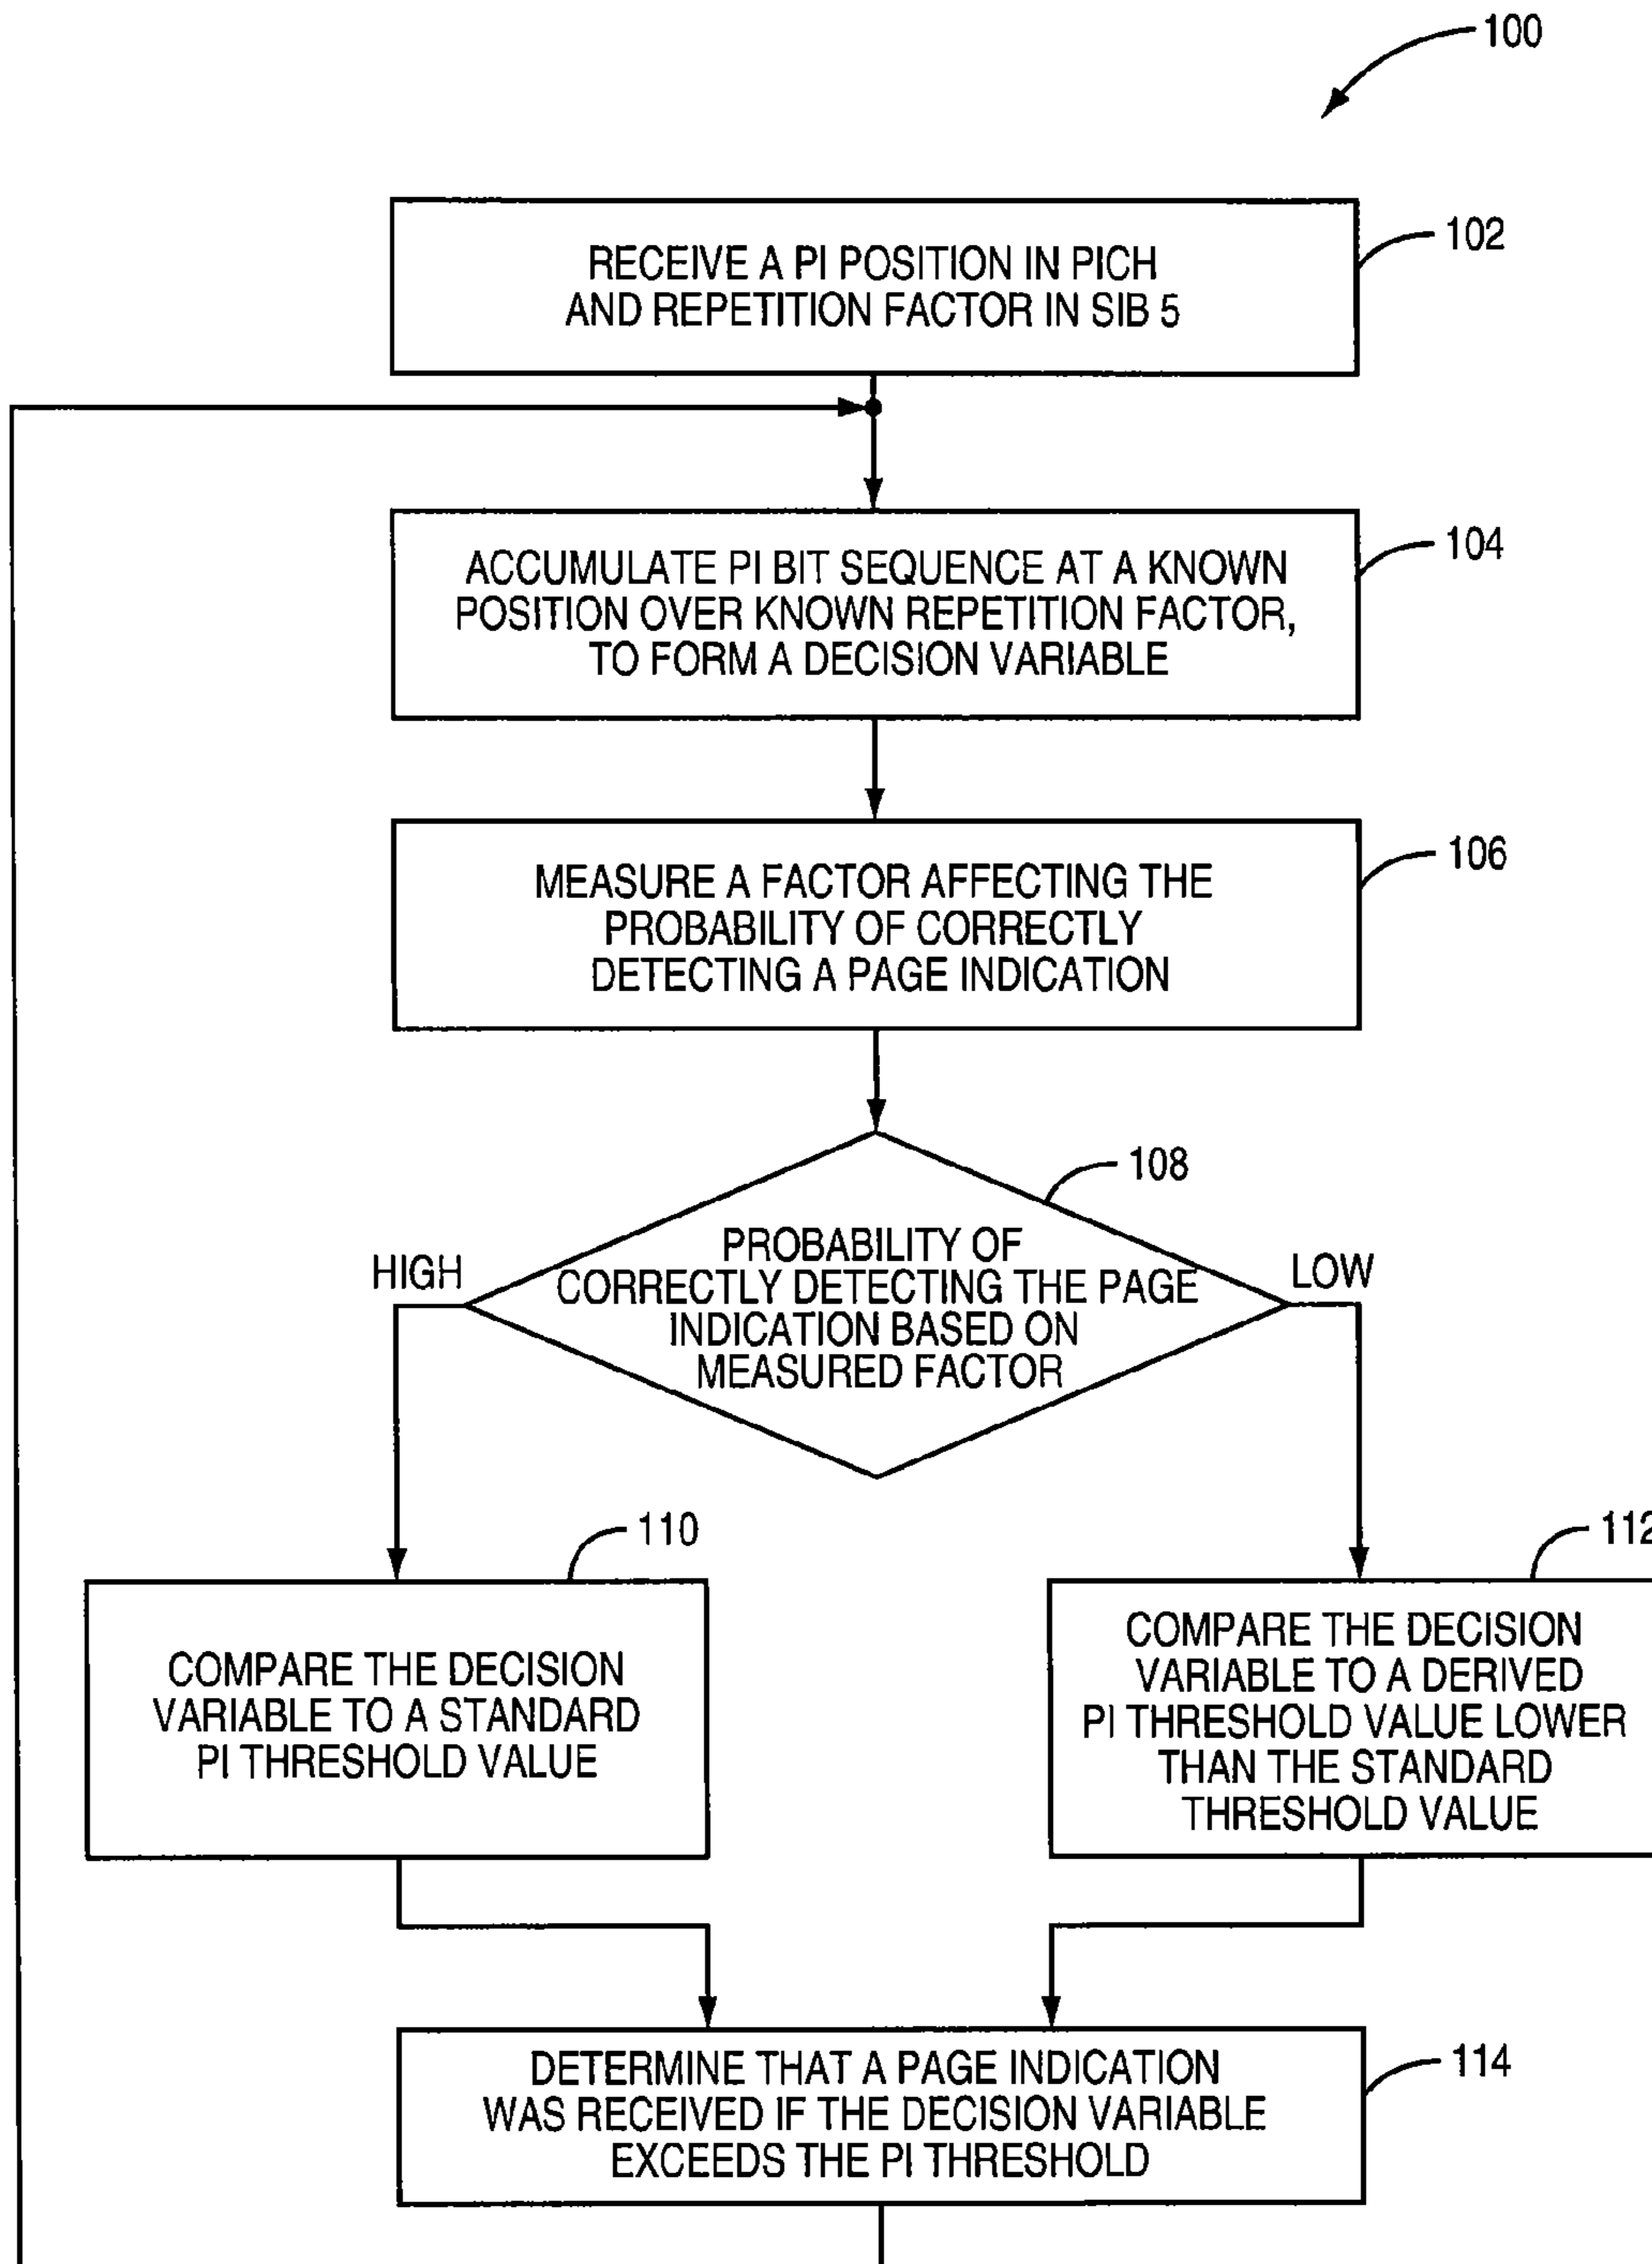 100
RECEIVE A PI POSITION IN PICH
AND REPETITION FACTOR IN SIB 5
102
ACCUMULATE PI BIT SEQUENCE AT A KNOWN
POSITION OVER KNOWN REPETITION FACTOR,
TO FORM A DECISION VARIABLE
104
MEASURE A FACTOR AFFECTING THE
PROBABILITY OF CORRECTLY
DETECTING A PAGE INDICATION
106
108
PROBABILITY OF
CORRECTLY DETECTING THE PAGE
INDICATION BASED ON
MEASURED FACTOR
HIGH
LOW
110
COMPARE THE DECISION
VARIABLE TO A STANDARD
PI THRESHOLD VALUE
112
COMPARE THE DECISION
VARIABLE TO A DERIVED
PI THRESHOLD VALUE LOWER
THAN THE STANDARD
THRESHOLD VALUE
DETERMINE THAT A PAGE INDICATION
WAS RECEIVED IF THE DECISION VARIABLE
EXCEEDS THE PI THRESHOLD
114